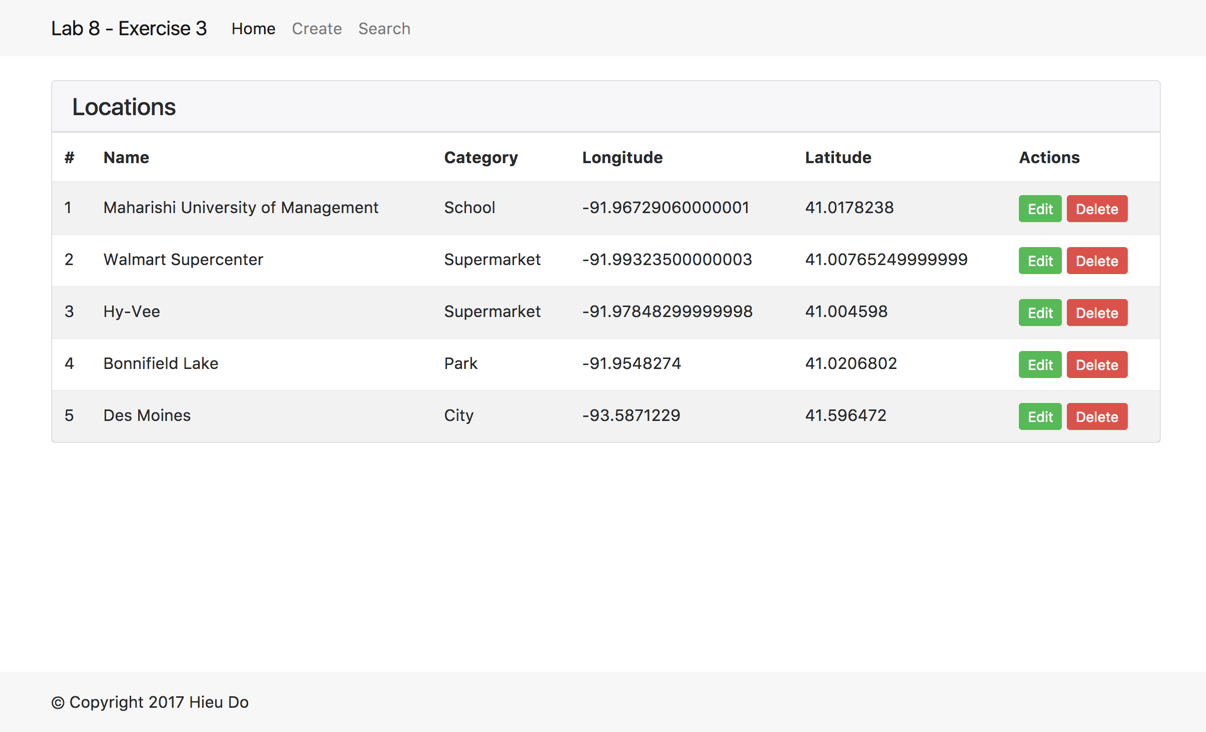 Lab 8 - Exercise 3 Home Create Search
Locations
# Name Category Longitude Latitude Actions
1 Maharishi University of Management School -91.96729060000001 41.0178238 Edit Delete
2 Walmart Supercenter Supermarket -91.99323500000003 41.00765249999999 Edit Delete
3 Hy-Vee Supermarket -91.97848299999998 41.004598 Edit Delete
4 Bonnifield Lake Park -91.9548274 41.0206802 Edit Delete
5 Des Moines City -93.5871229 41.596472 Edit Delete
© Copyright 2017 Hieu Do